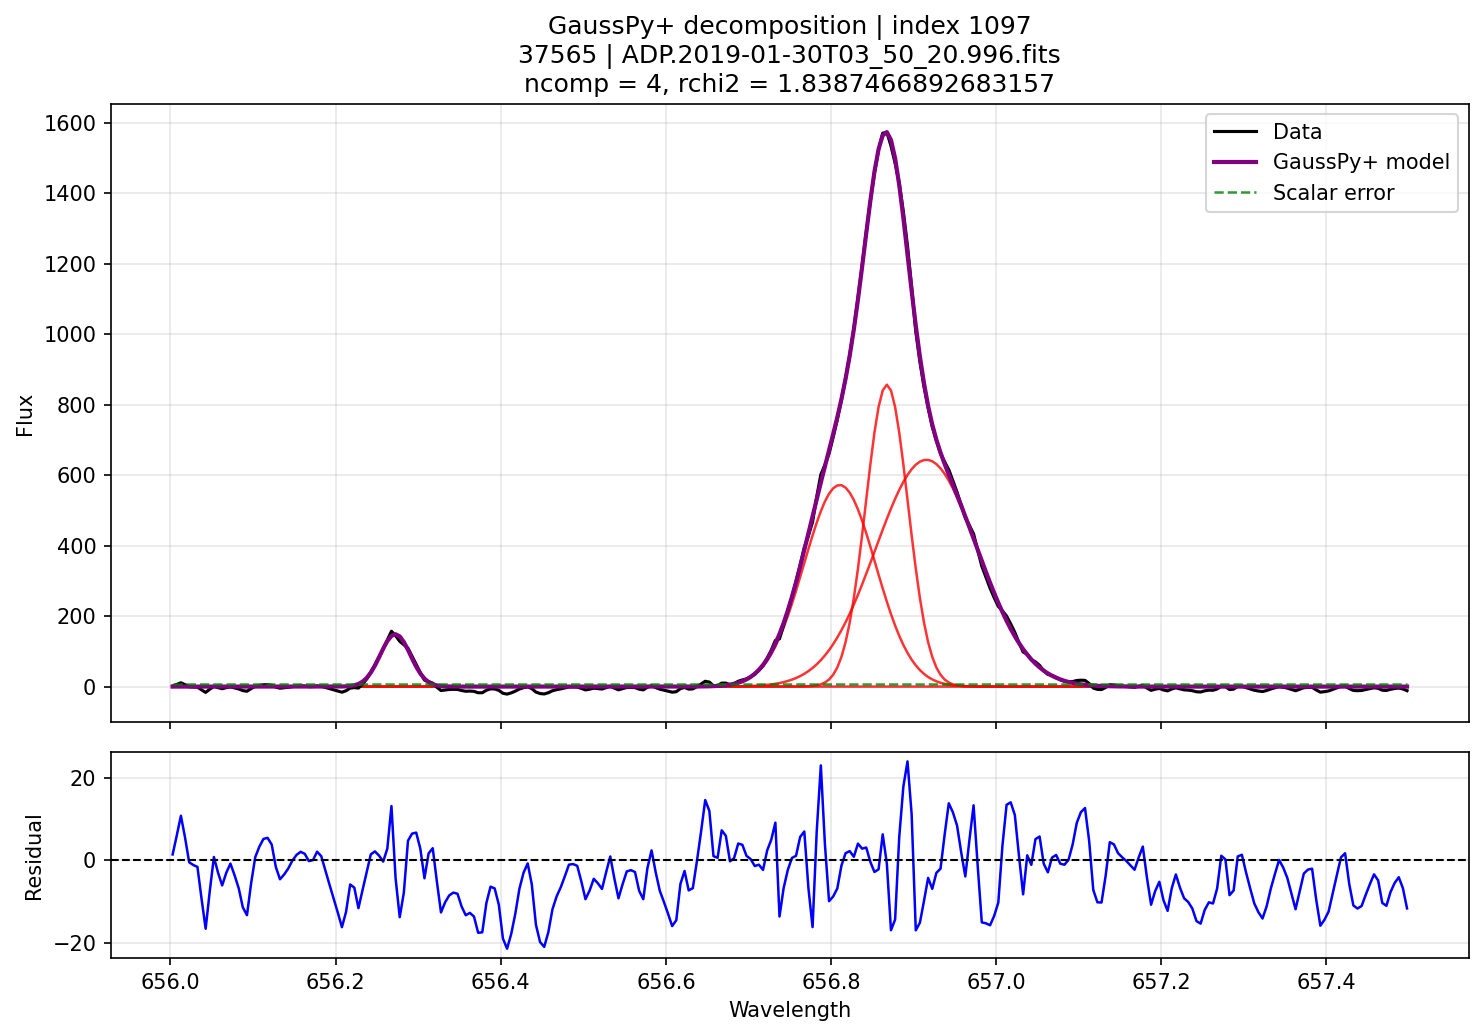 GaussPy+ decomposition | index 1097
37565 | ADP.2019-01-30T03_50_20.996.fits
ncomp = 4, rchi2 = 1.8387466892683157
1600
1400
1200
1000
800
600
400
200
0
Flux
Data
GaussPy+ model
Scalar error
20
0
−20
Residual
656.0
656.2
656.4
656.6
656.8
657.0
657.2
657.4
Wavelength